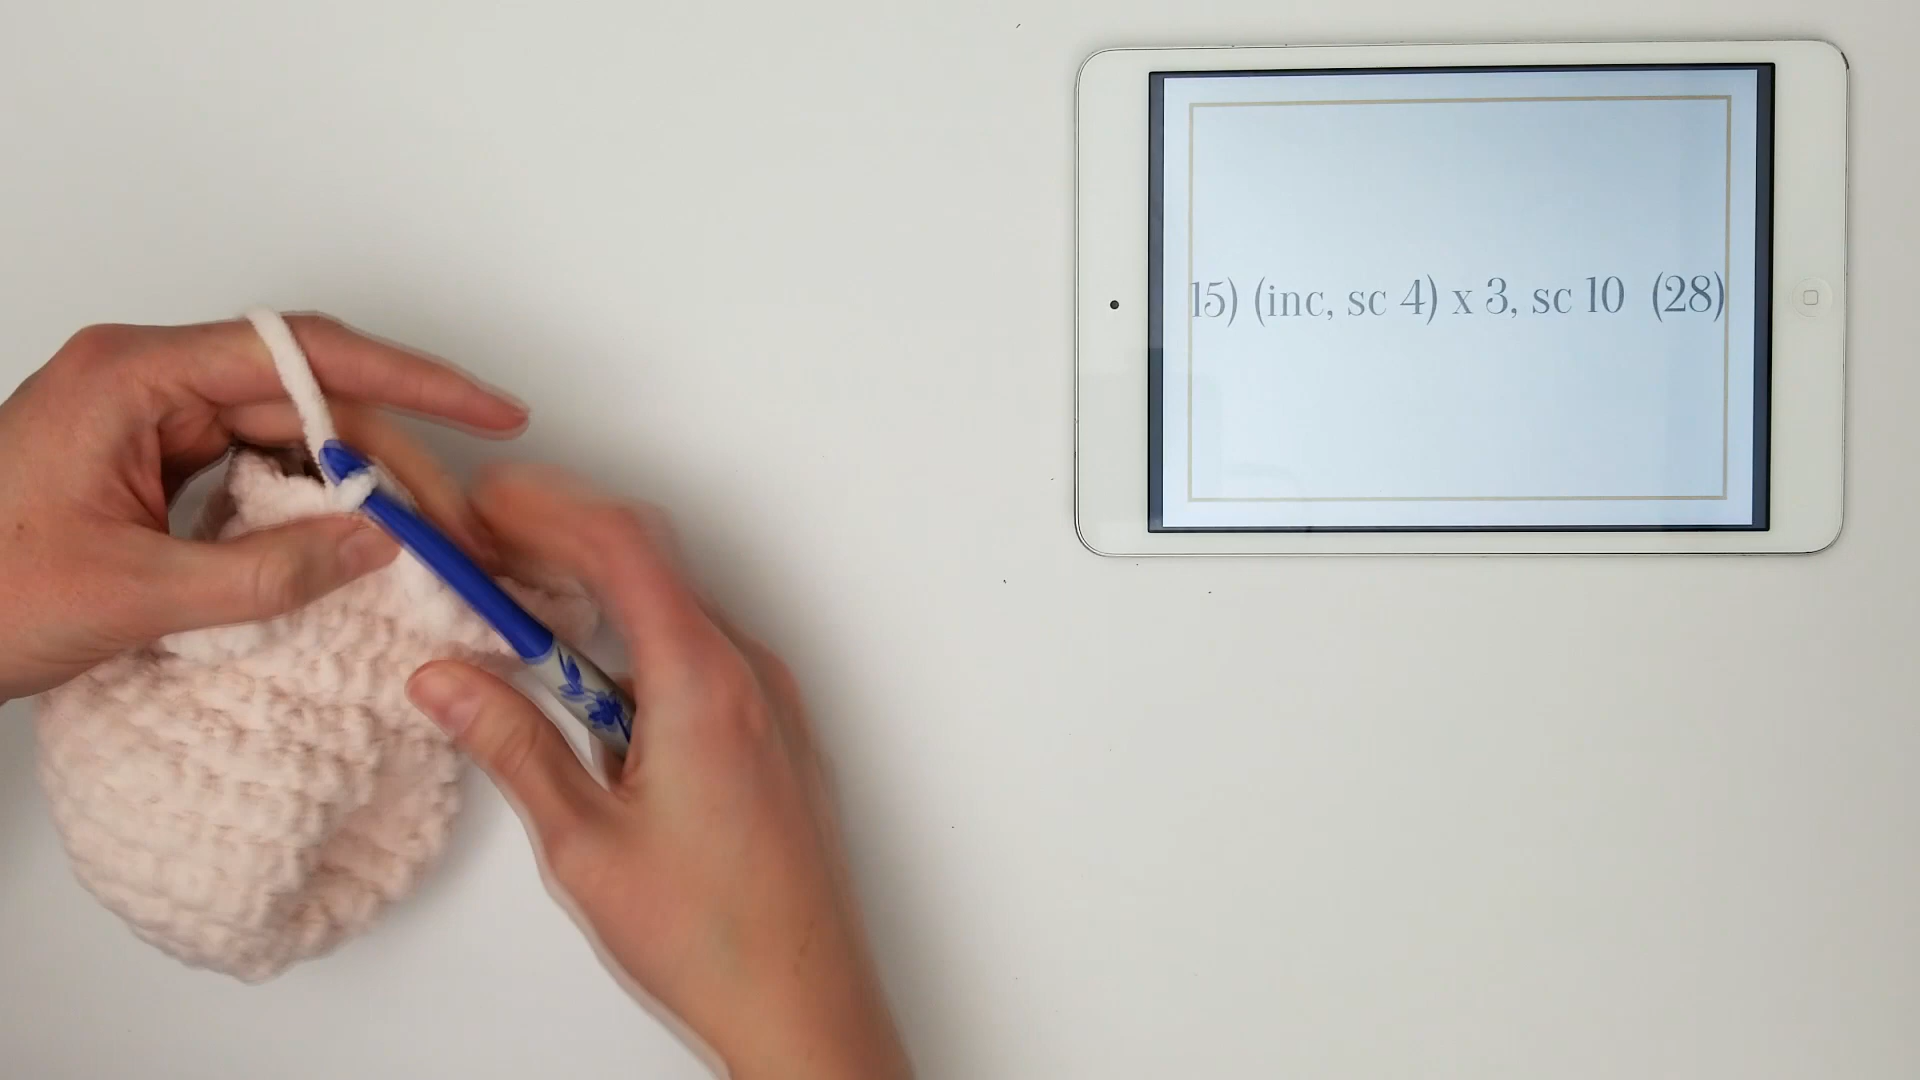 15) (inc, sc 4) x 3, sc 10 (28)